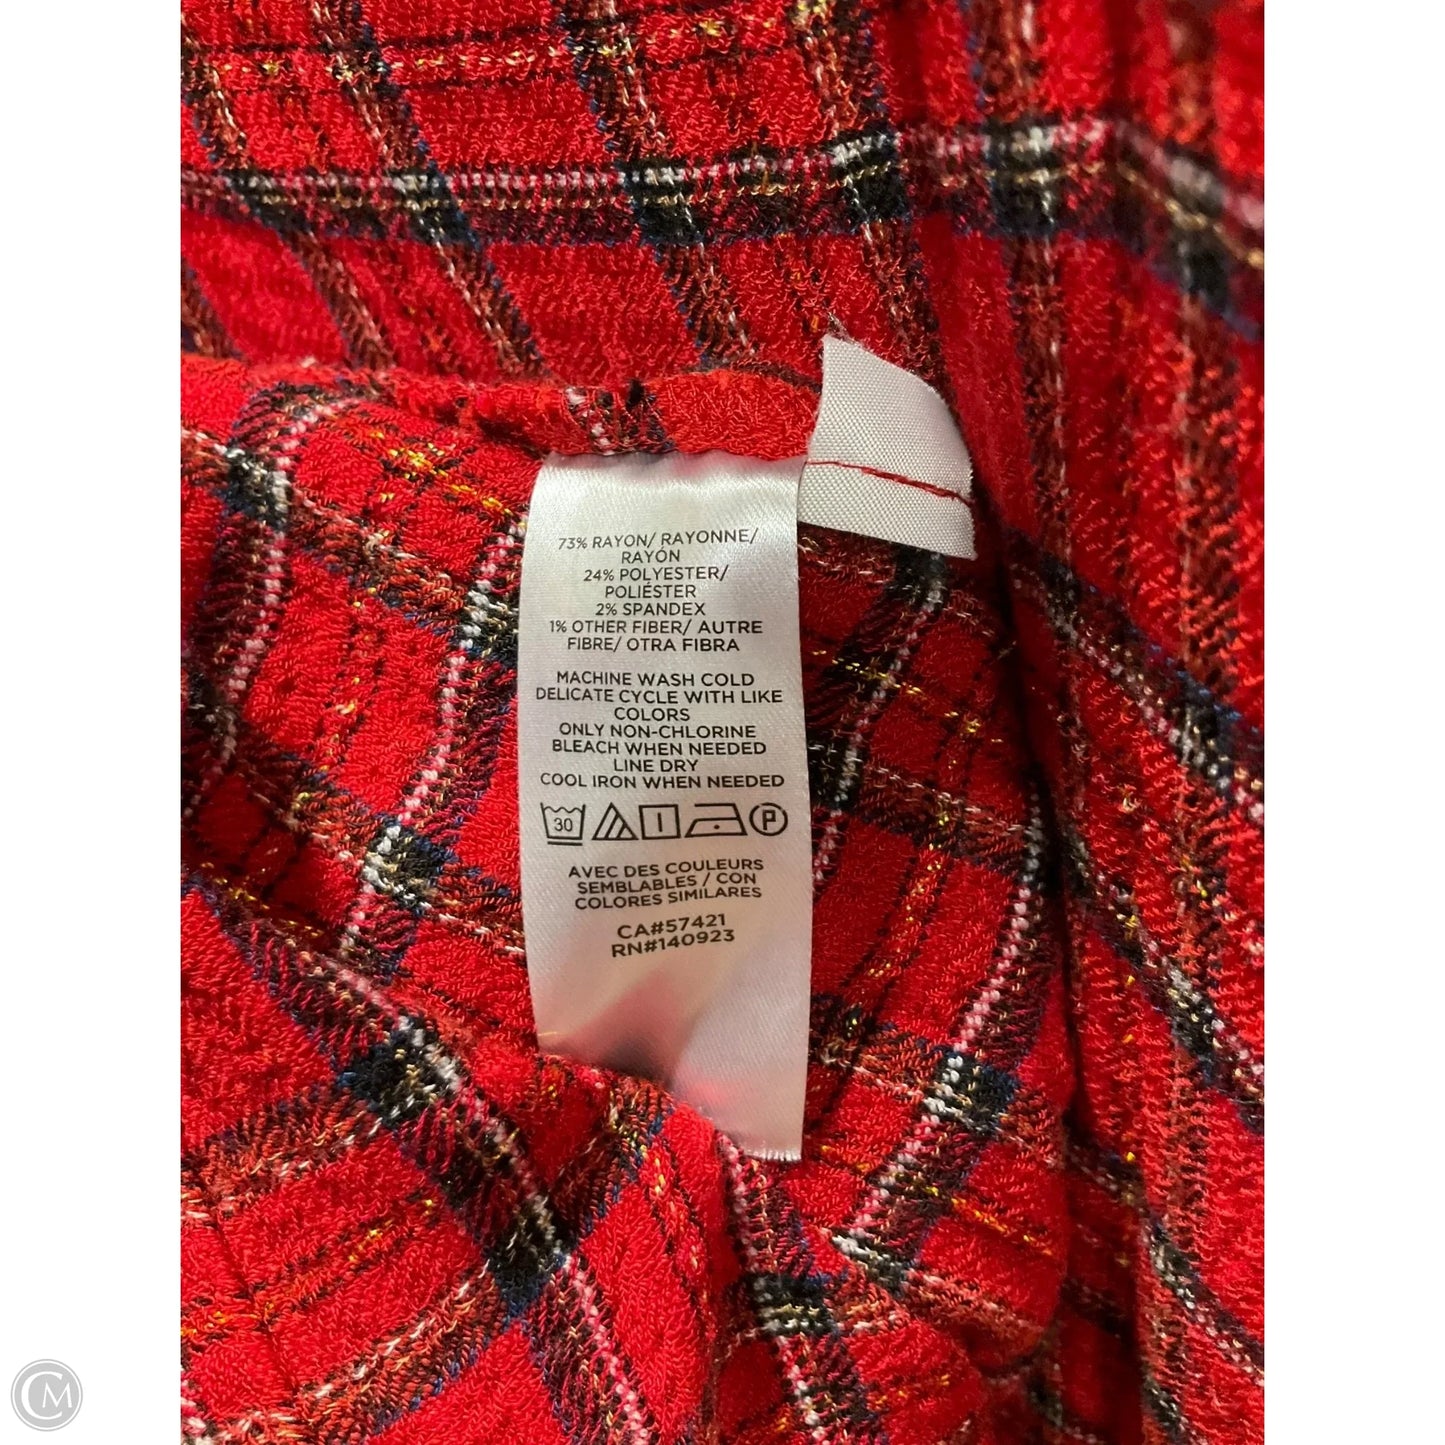 73% RAYON/ RAYONNE/
RAYÓN
24% POLYESTER/
POLIÉSTER
2% SPANDEX
1% OTHER FIBER/ AUTRE
FIBRE/ OTRA FIBRA
MACHINE WASH COLD
DELICATE CYCLE WITH LIKE
COLORS
ONLY NON-CHLORINE
BLEACH WHEN NEEDED
LINE DRY
COOL IRON WHEN NEEDED
30 P
AVEC DES COULEURS
SEMBLABLES / CON
COLORES SIMILARES
CA#57421
RN#140923
CM